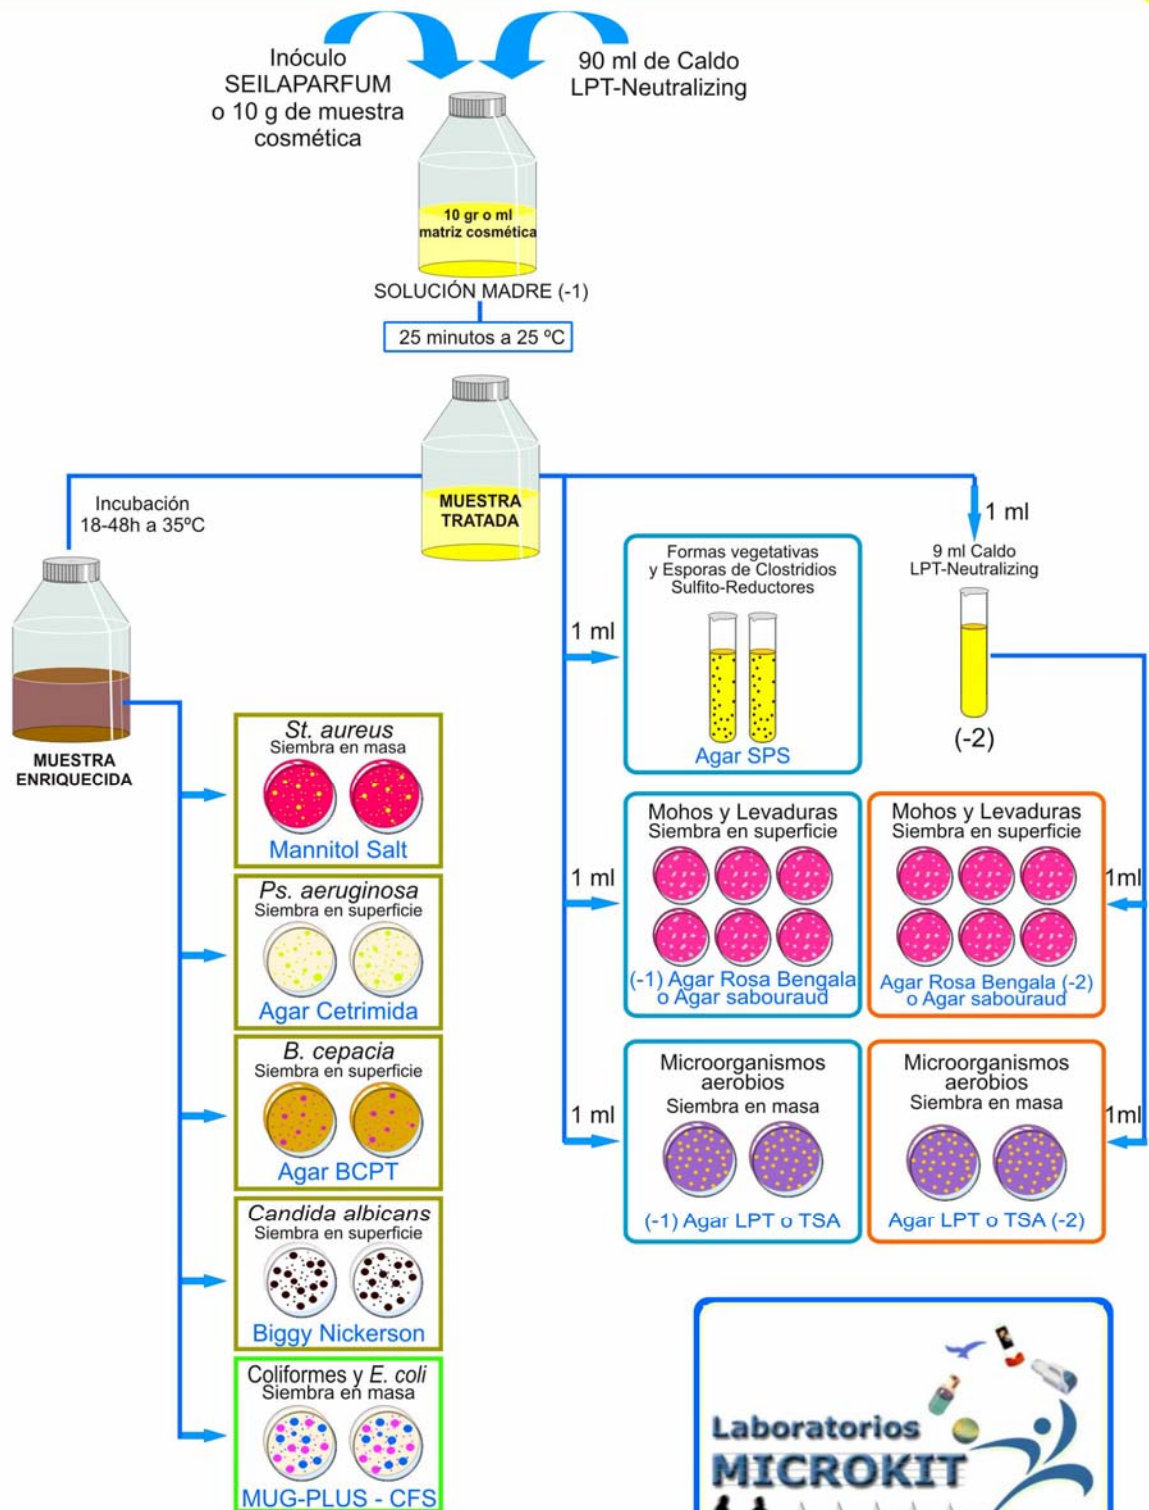 Inóculo
SEILAPARFUM
o 10 g de muestra
cosmética
90 ml de Caldo
LPT-Neutralizing
10 gr o ml
matriz cosmética
SOLUCIÓN MADRE (-1)
25 minutos a 25 ºC
MUESTRA
TRATADA
Incubación
18-48h a 35ºC
MUESTRA
ENRIQUECIDA
St. aureus
Siembra en masa
Mannitol Salt
Ps. aeruginosa
Siembra en superficie
Agar Cetrimida
B. cepacia
Siembra en superficie
Agar BCPT
Candida albicans
Siembra en superficie
Biggy Nickerson
Coliformes y E. coli
Siembra en masa
MUG-PLUS - CFS
1 ml
Formas vegetativas
y Esporas de Clostridios
Sulfito-Reductores
Agar SPS
1 ml
9 ml Caldo
LPT-Neutralizing
(-2)
1 ml
Mohos y Levaduras
Siembra en superficie
(-1) Agar Rosa Bengala
o Agar sabouraud
Mohos y Levaduras
Siembra en superficie
Agar Rosa Bengala (-2)
o Agar sabouraud
1ml
1 ml
Microorganismos
aerobios
Siembra en masa
(-1) Agar LPT o TSA
Microorganismos
aerobios
Siembra en masa
Agar LPT o TSA (-2)
1ml
Laboratorios
MICROKIT